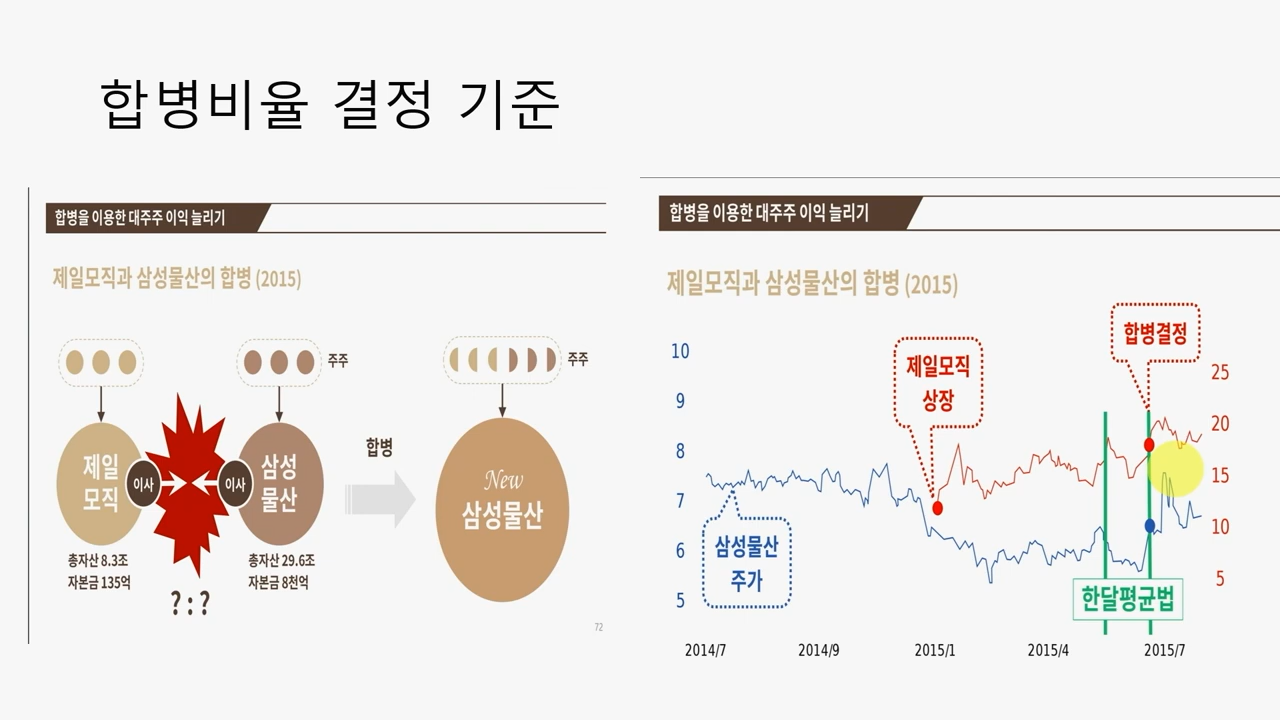 합병비율 결정 기준
합병을 이용한 대주주 이익 늘리기
제일모직과 삼성물산의 합병 (2015)
주주
주주
제일
모직
이사
이사
삼성
물산
합병
New
삼성물산
총자산 8.3조
자본금 135억
총자산 29.6조
자본금 8천억
? : ?
72
합병을 이용한 대주주 이익 늘리기
제일모직과 삼성물산의 합병 (2015)
합병결정
제일모직
상장
10
9
8
7
6
5
25
20
15
10
5
삼성물산
주가
한달평균법
2014/7
2014/9
2015/1
2015/4
2015/7